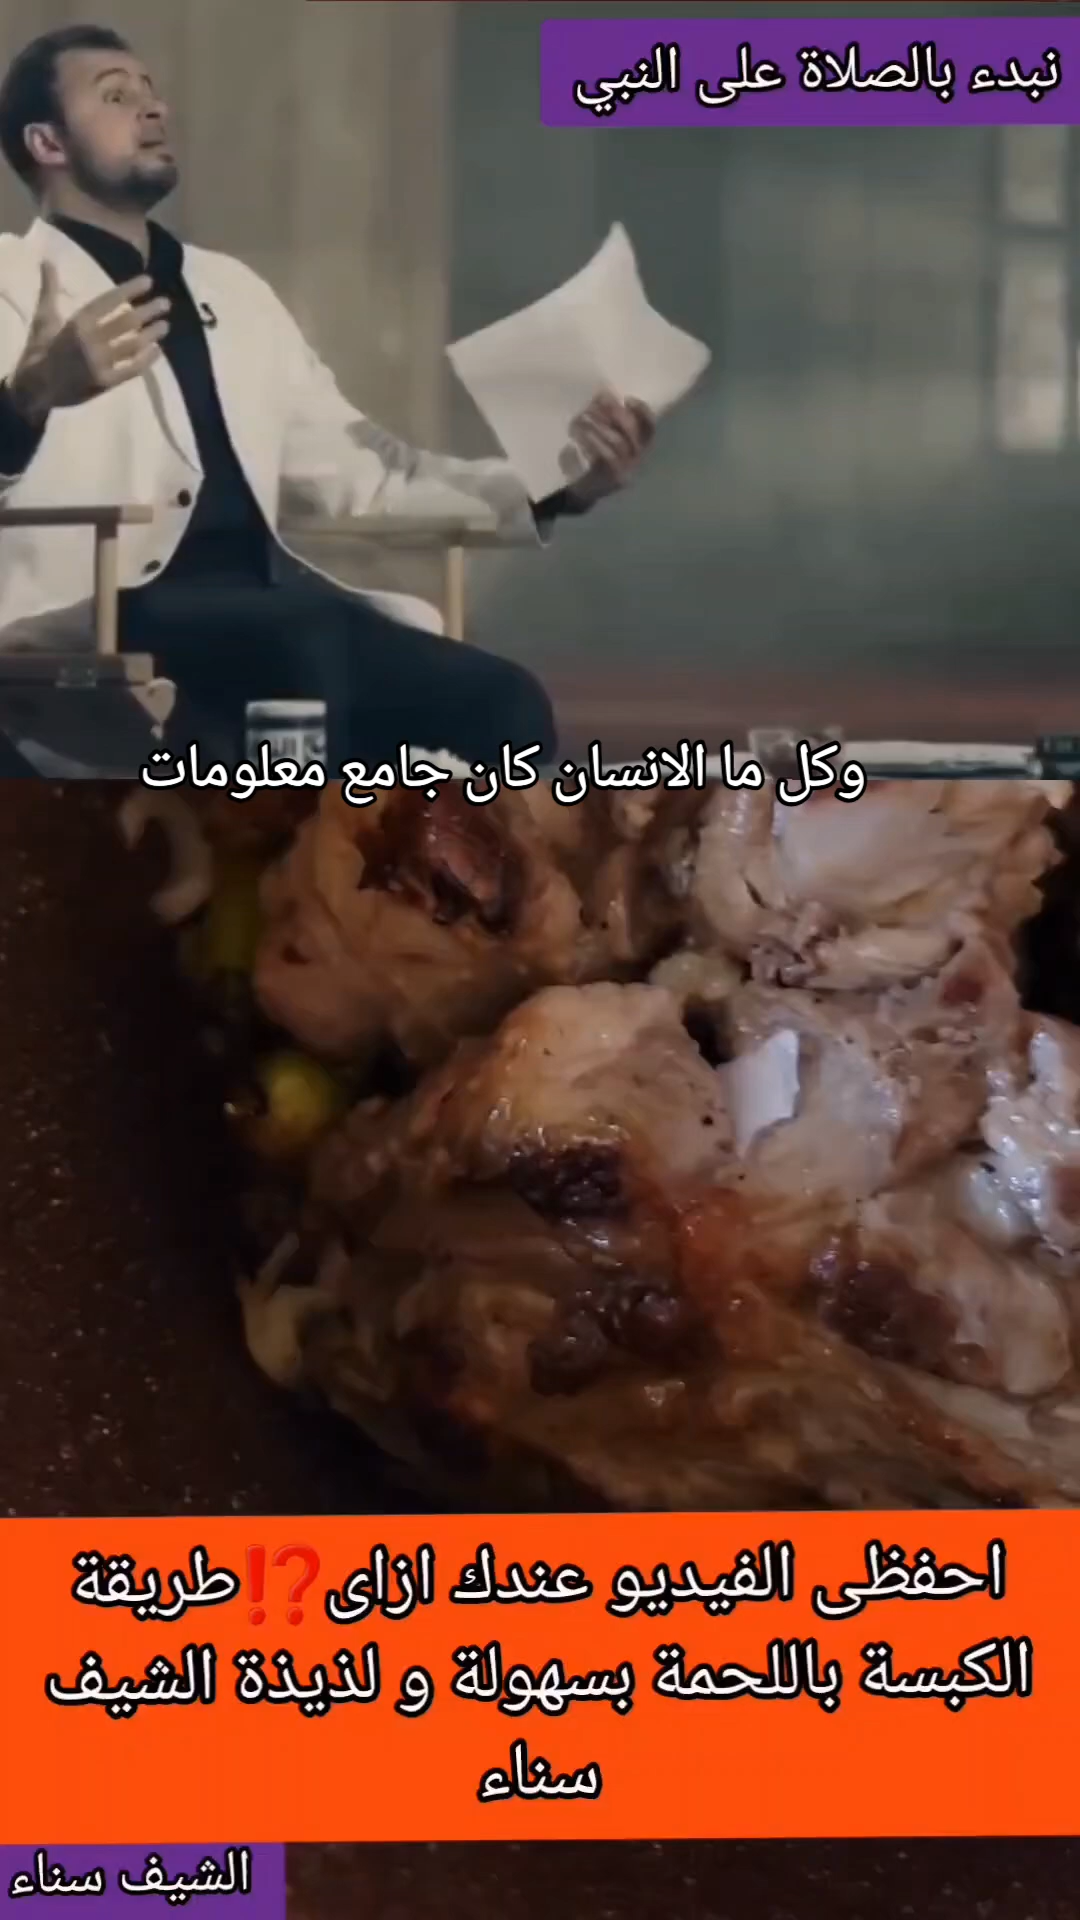 نبدء بالصلاة على النبي
وكل ما الانسان كان جامع معلومات
احفظى الفيديو عندك ازاى⁉️طريقة
الكبسة باللحمة بسهولة و لذيذة الشيف
سناء
الشيف سناء